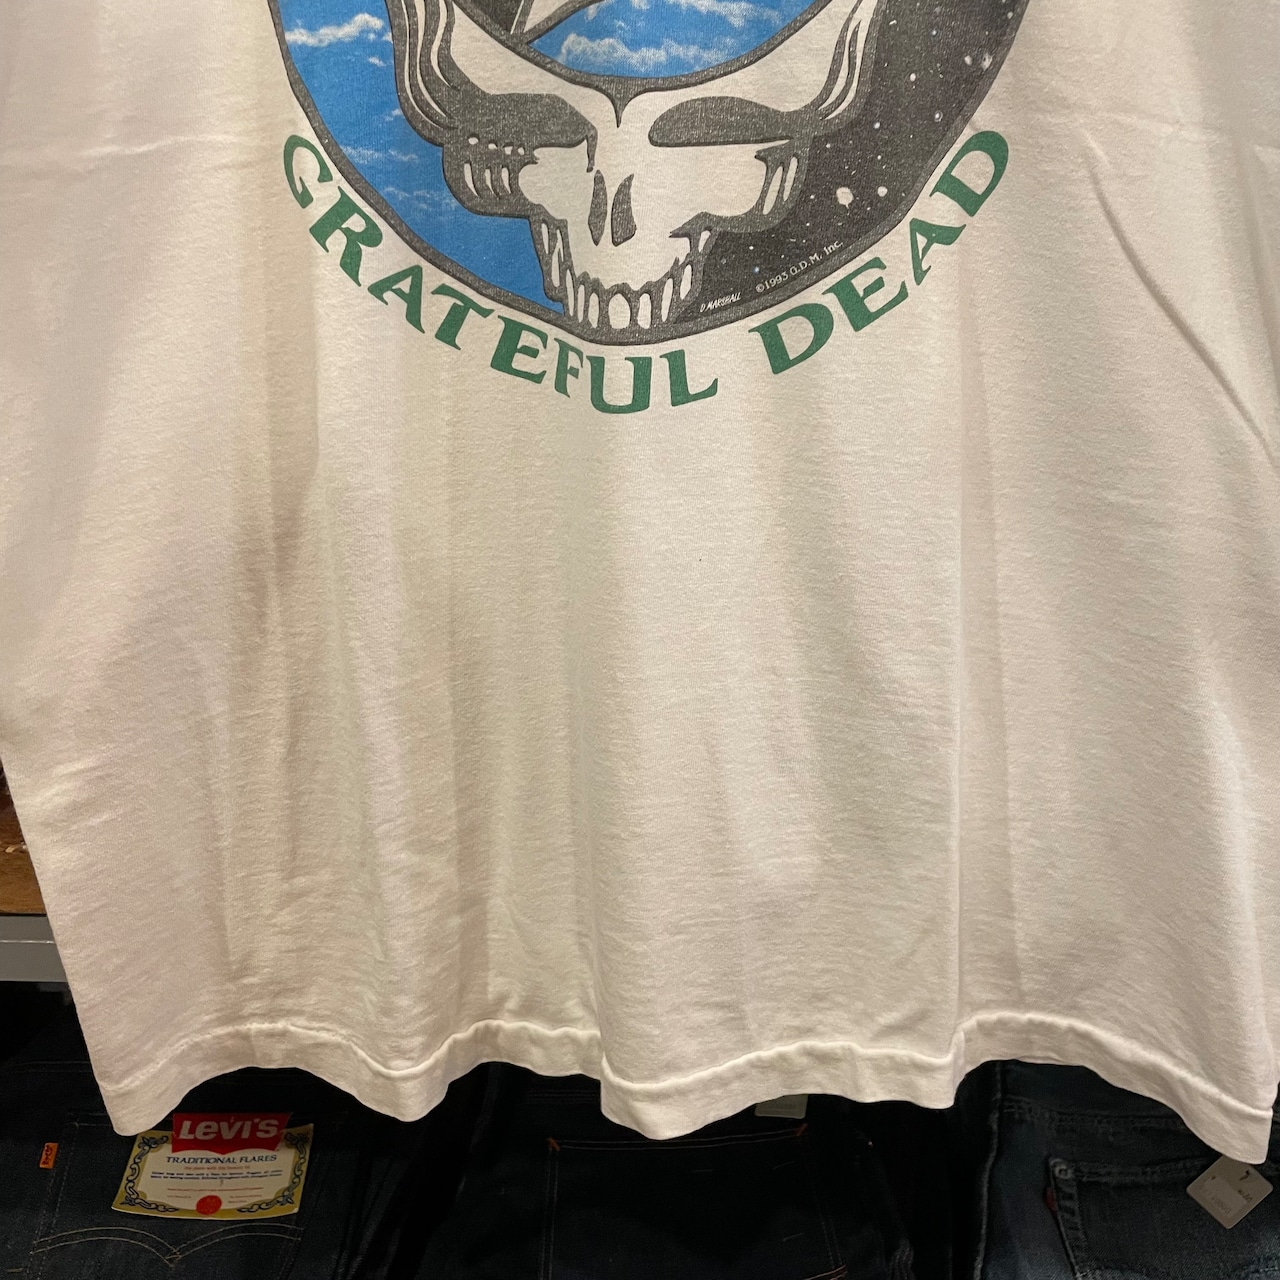 GRATEFUL DEAD
D. MARSHALL
©1993 G.D.M. Inc.
LEVI'S
TRADITIONAL FLARES